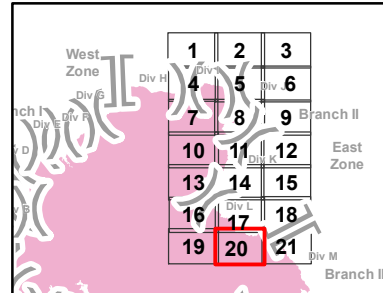 1 2 3
West
Zone
Div H
Div I
4 5 6
Div J
Div G
7 8 9
Branch II
nch I
Div F
Div E
Div D
10 11 12
East
Zone
Div K
13 14 15
Div L
16 17 18
19 20 21
Div M
Branch II